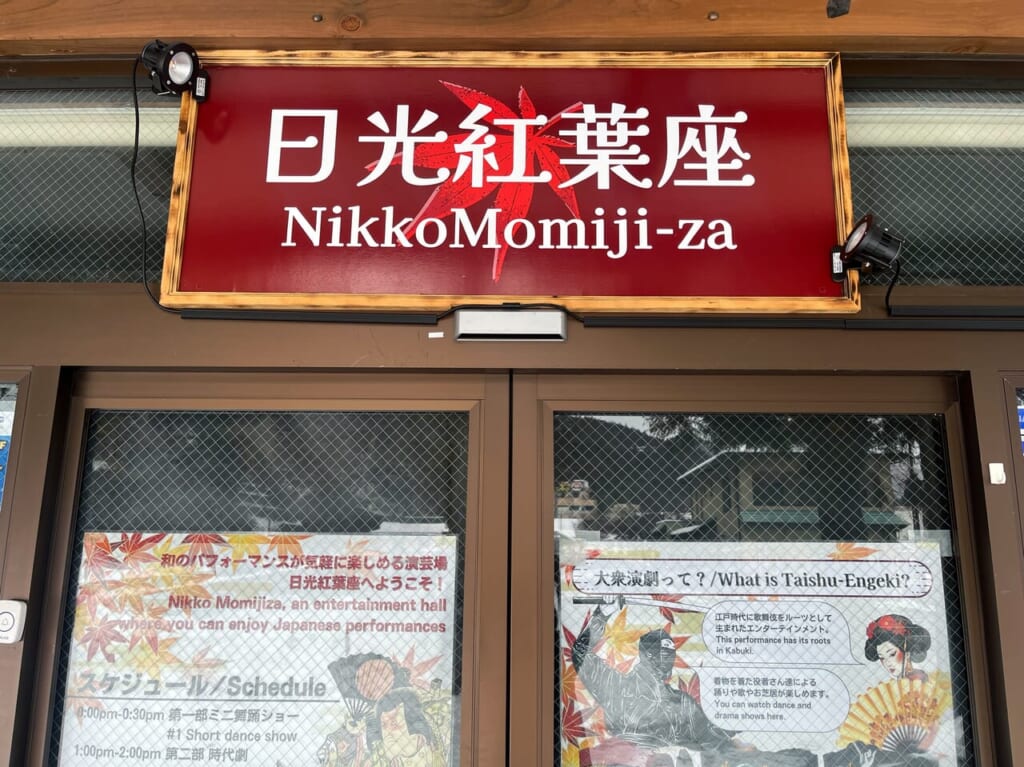 日光紅葉座
NikkoMomiji-za
和のパフォーマンスが気軽に楽しめる演芸場
日光紅葉座へようこそ！
Nikko Momijiza, an entertainment hall
where you can enjoy Japanese performances
スケジュール/Schedule
0:00pm-0:30pm 第一部ミニ舞踊ショー
#1 Short dance show
1:00pm-2:00pm 第二部 時代劇
大衆演劇って？/What is Taishu-Engeki?
江戸時代に歌舞伎をルーツとして
生まれたエンターテインメント。
This performance has its roots
in Kabuki.
着物を着た役者さん達による
踊りや歌やお芝居が楽しめます。
You can watch dance and
drama shows here.